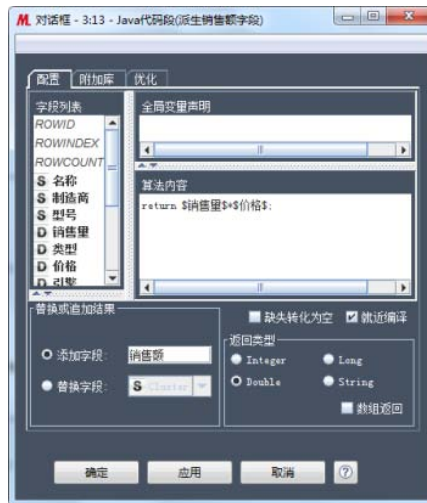 对话框 - 3:13 - Java代码段(派生销售额字段)
配置 附加库 优化
字段列表
ROWID
ROWINDEX
ROWCOUNT
S 名称
S 制造商
S 型号
D 销售量
D 类型
D 价格
D 引擎
全局变量声明
算法内容
return $销售量$*$价格$;
替换或追加结果
添加字段: 销售额
替换字段: S Cluster
缺失转化为空 就近编译
返回类型
Integer Long
Double String
数组返回
确定 应用 取消 ?